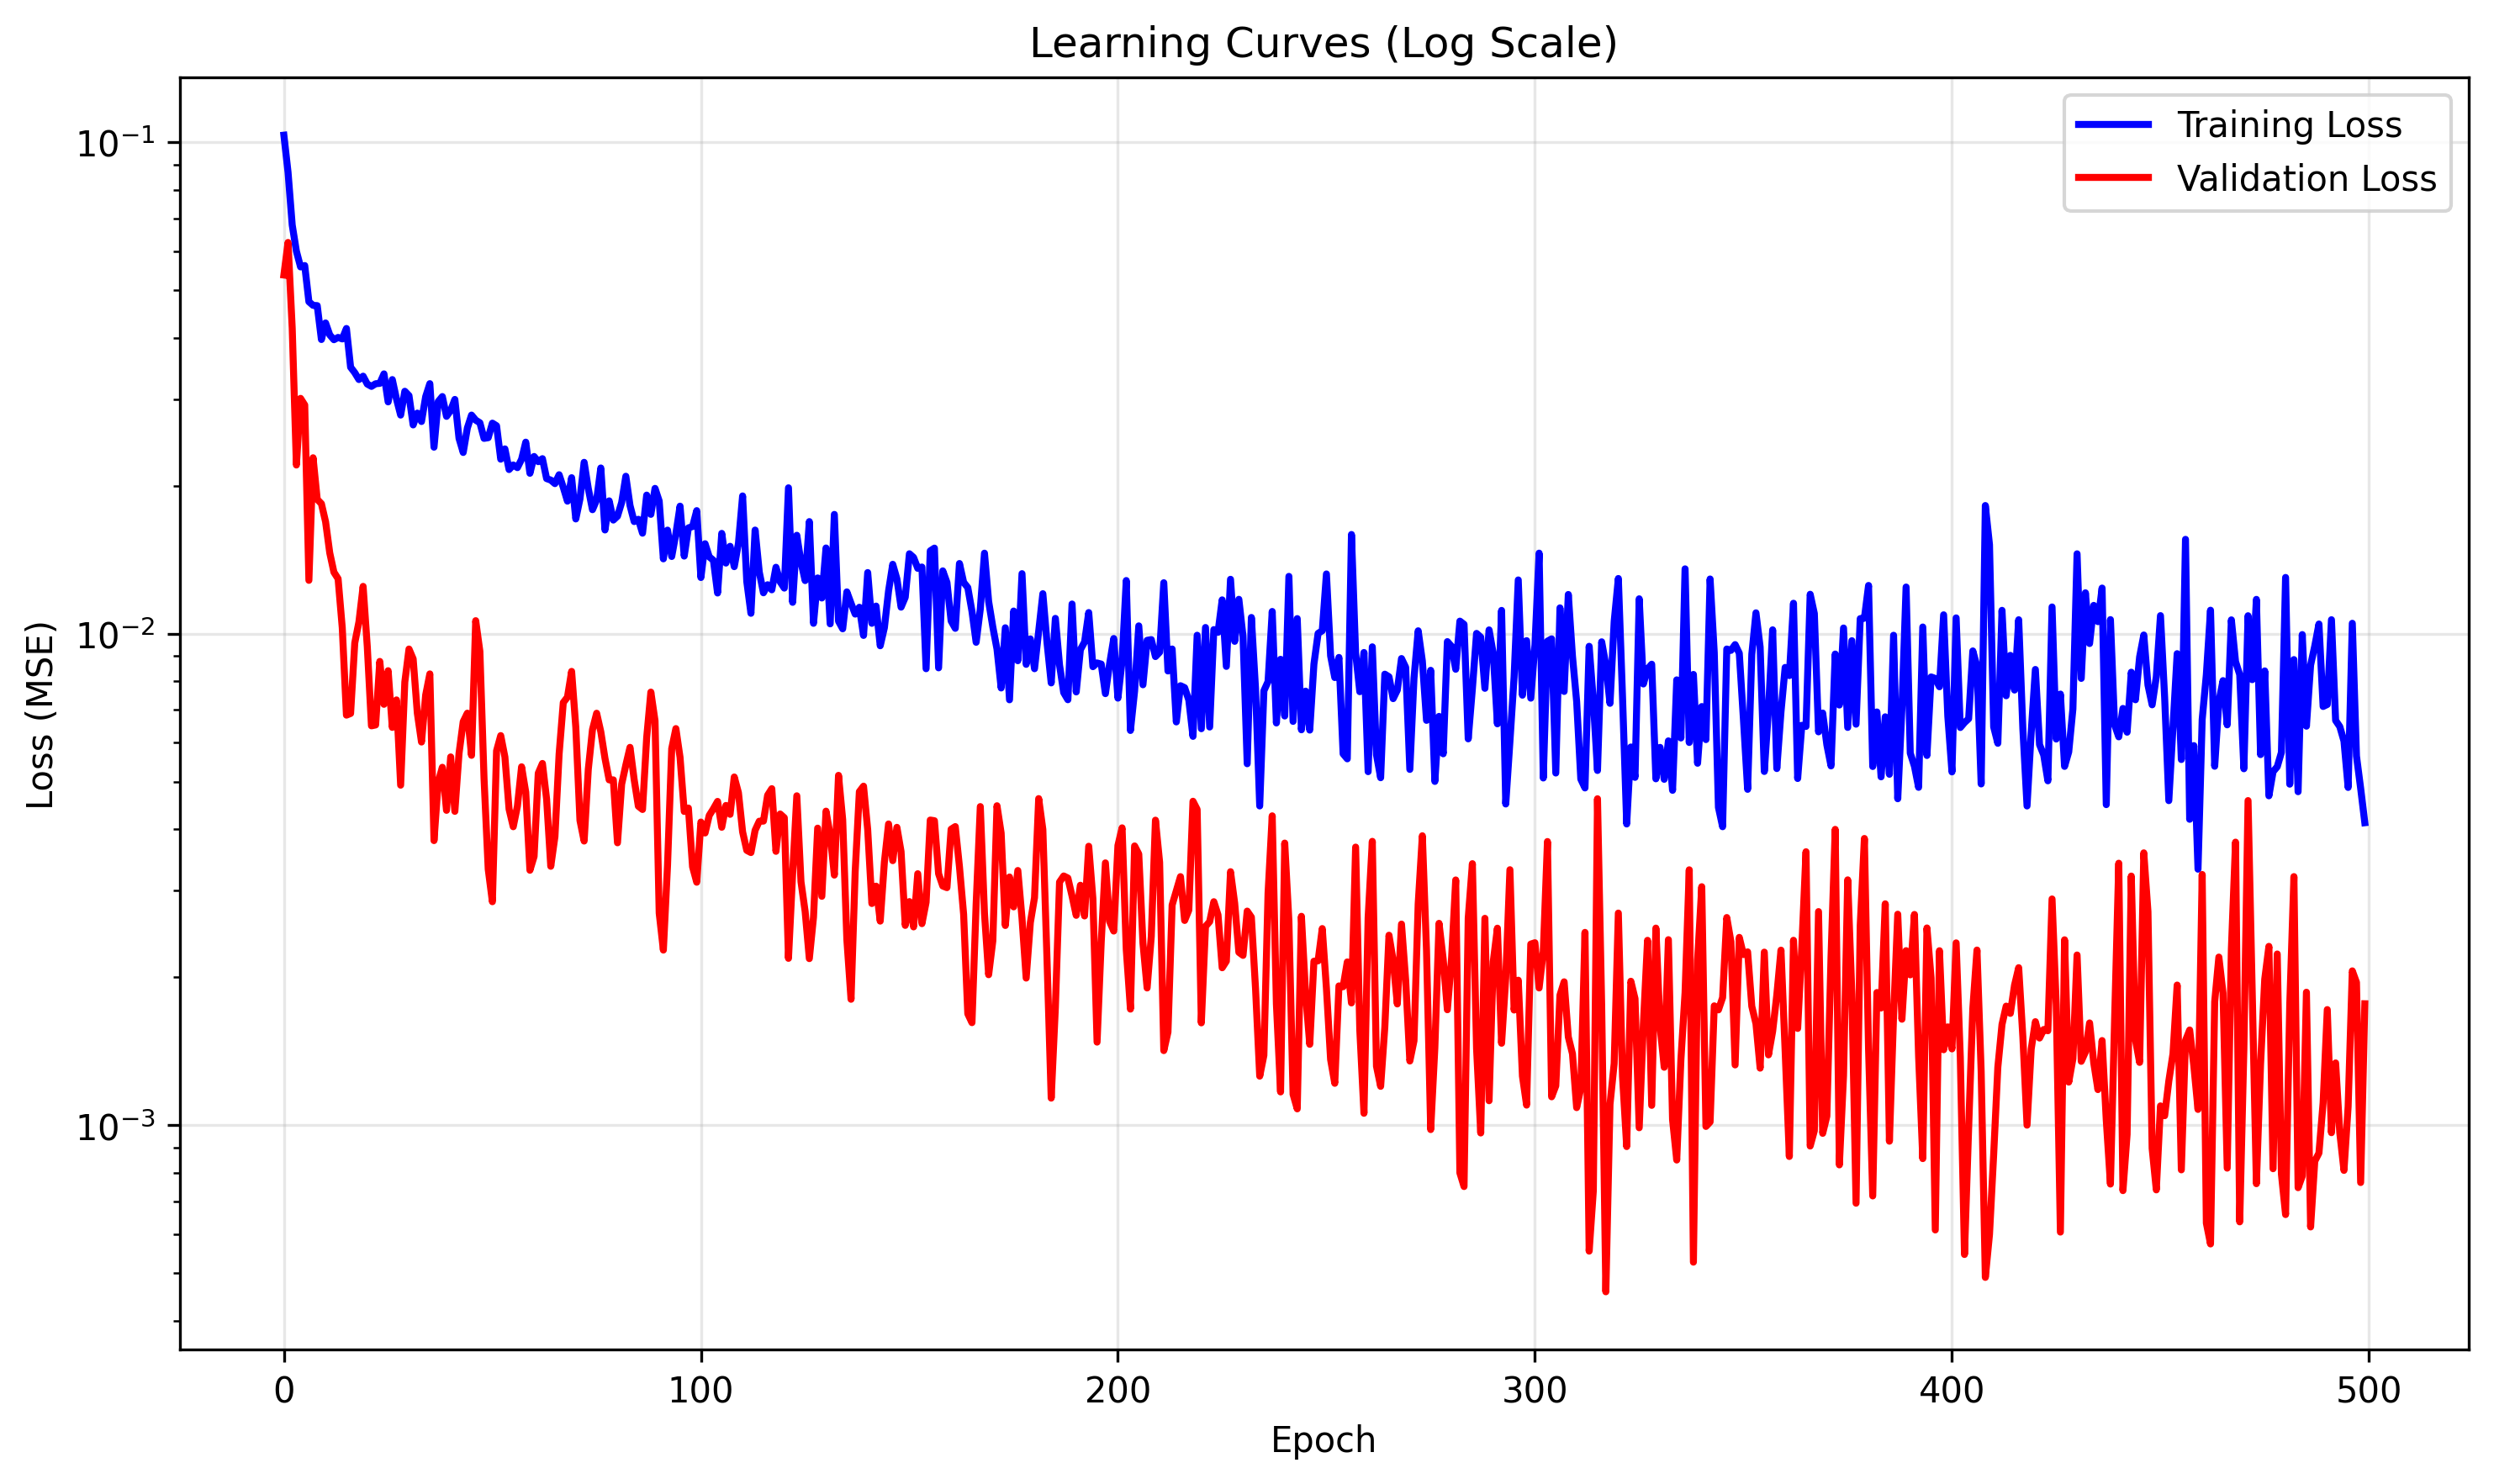 Learning Curves (Log Scale)
Training Loss
Validation Loss
Loss (MSE)
10⁻¹
10⁻²
10⁻³
0 100 200 300 400 500
Epoch